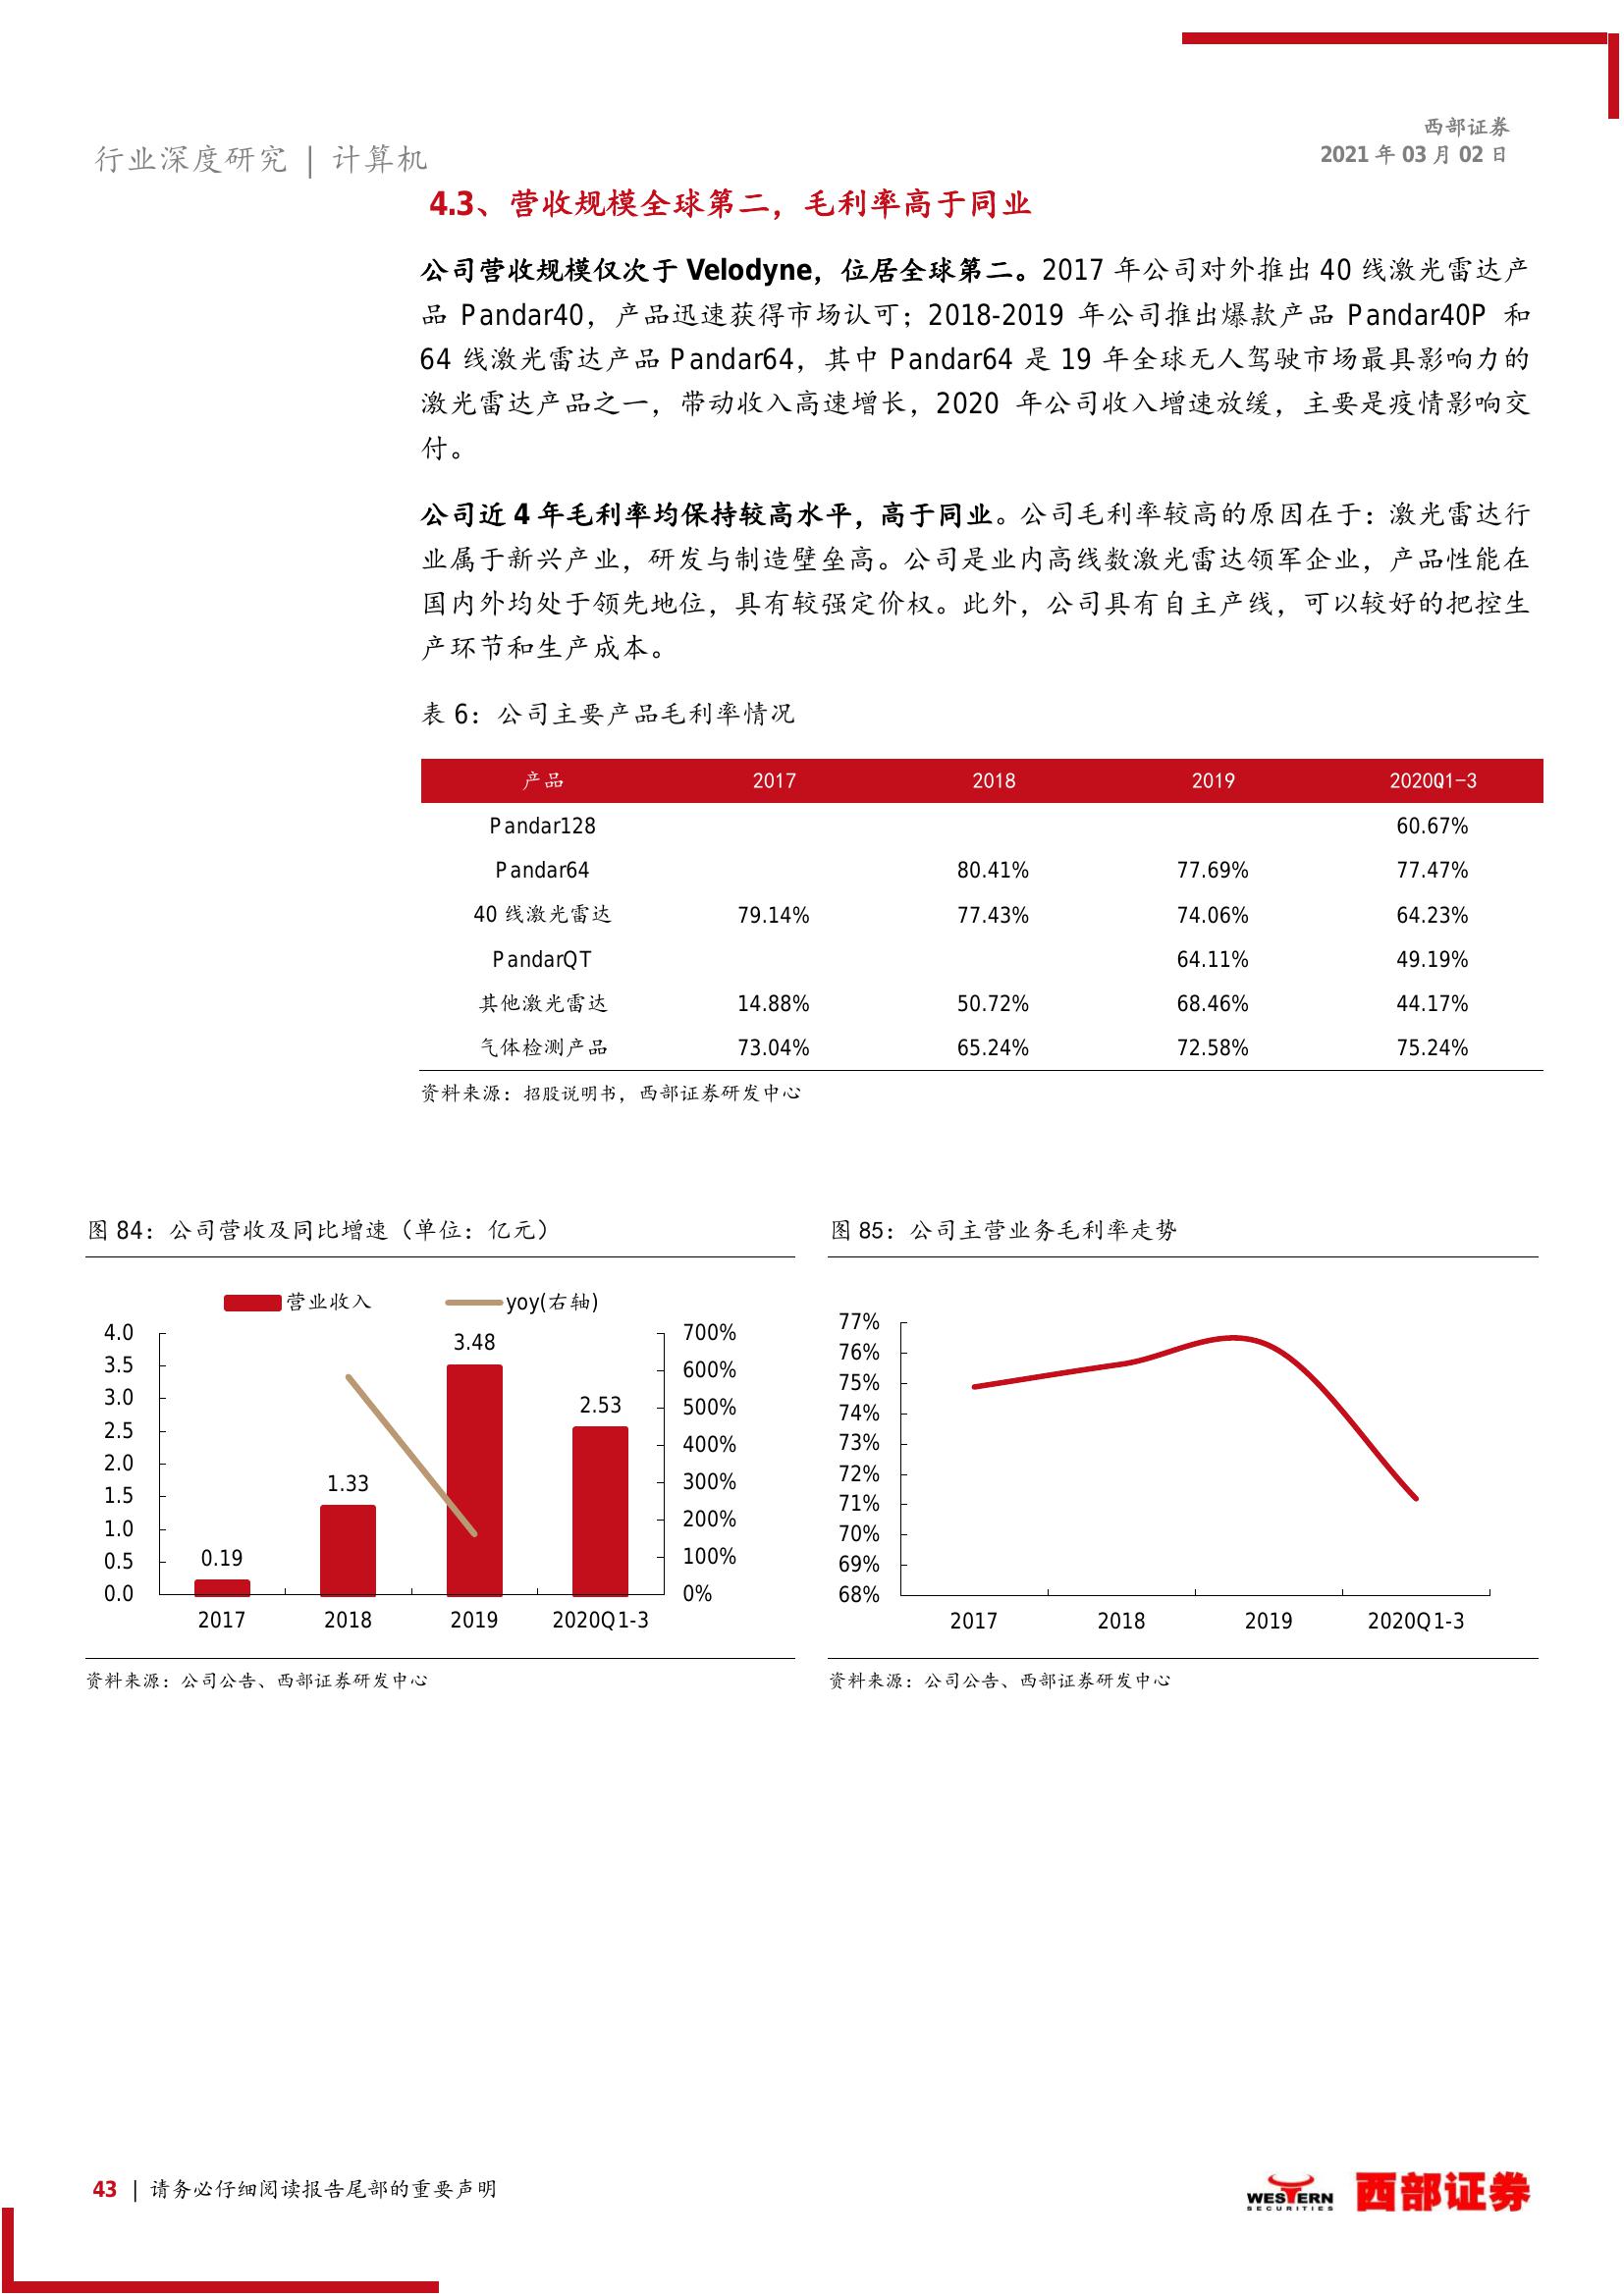 西部证券
行业深度研究 | 计算机
2021 年 03 月 02 日
4.3、营收规模全球第二，毛利率高于同业
公司营收规模仅次于 Velodyne，位居全球第二。2017 年公司对外推出 40 线激光雷达产
品 Pandar40，产品迅速获得市场认可；2018-2019 年公司推出爆款产品 Pandar40P 和
64 线激光雷达产品 Pandar64，其中 Pandar64 是 19 年全球无人驾驶市场最具影响力的
激光雷达产品之一，带动收入高速增长，2020 年公司收入增速放缓，主要是疫情影响交
付。
公司近 4 年毛利率均保持较高水平，高于同业。公司毛利率较高的原因在于：激光雷达行
业属于新兴产业，研发与制造壁垒高。公司是业内高线数激光雷达领军企业，产品性能在
国内外均处于领先地位，具有较强定价权。此外，公司具有自主产线，可以较好的把控生
产环节和生产成本。
表 6：公司主要产品毛利率情况
产品 2017 2018 2019 2020Q1-3
Pandar128 60.67%
Pandar64 80.41% 77.69% 77.47%
40 线激光雷达 79.14% 77.43% 74.06% 64.23%
PandarQT 64.11% 49.19%
其他激光雷达 14.88% 50.72% 68.46% 44.17%
气体检测产品 73.04% 65.24% 72.58% 75.24%
资料来源：招股说明书，西部证券研发中心
图 84：公司营收及同比增速（单位：亿元）
营业收入 yoy(右轴)
4.0
3.5
3.0
2.5
2.0
1.5
1.0
0.5
0.0
0.19
1.33
3.48
2.53
700%
600%
500%
400%
300%
200%
100%
0%
2017 2018 2019 2020Q1-3
资料来源：公司公告、西部证券研发中心
图 85：公司主营业务毛利率走势
77%
76%
75%
74%
73%
72%
71%
70%
69%
68%
2017 2018 2019 2020Q1-3
资料来源：公司公告、西部证券研发中心
43 | 请务必仔细阅读报告尾部的重要声明
WESTERN
SECURITIES
西部证券